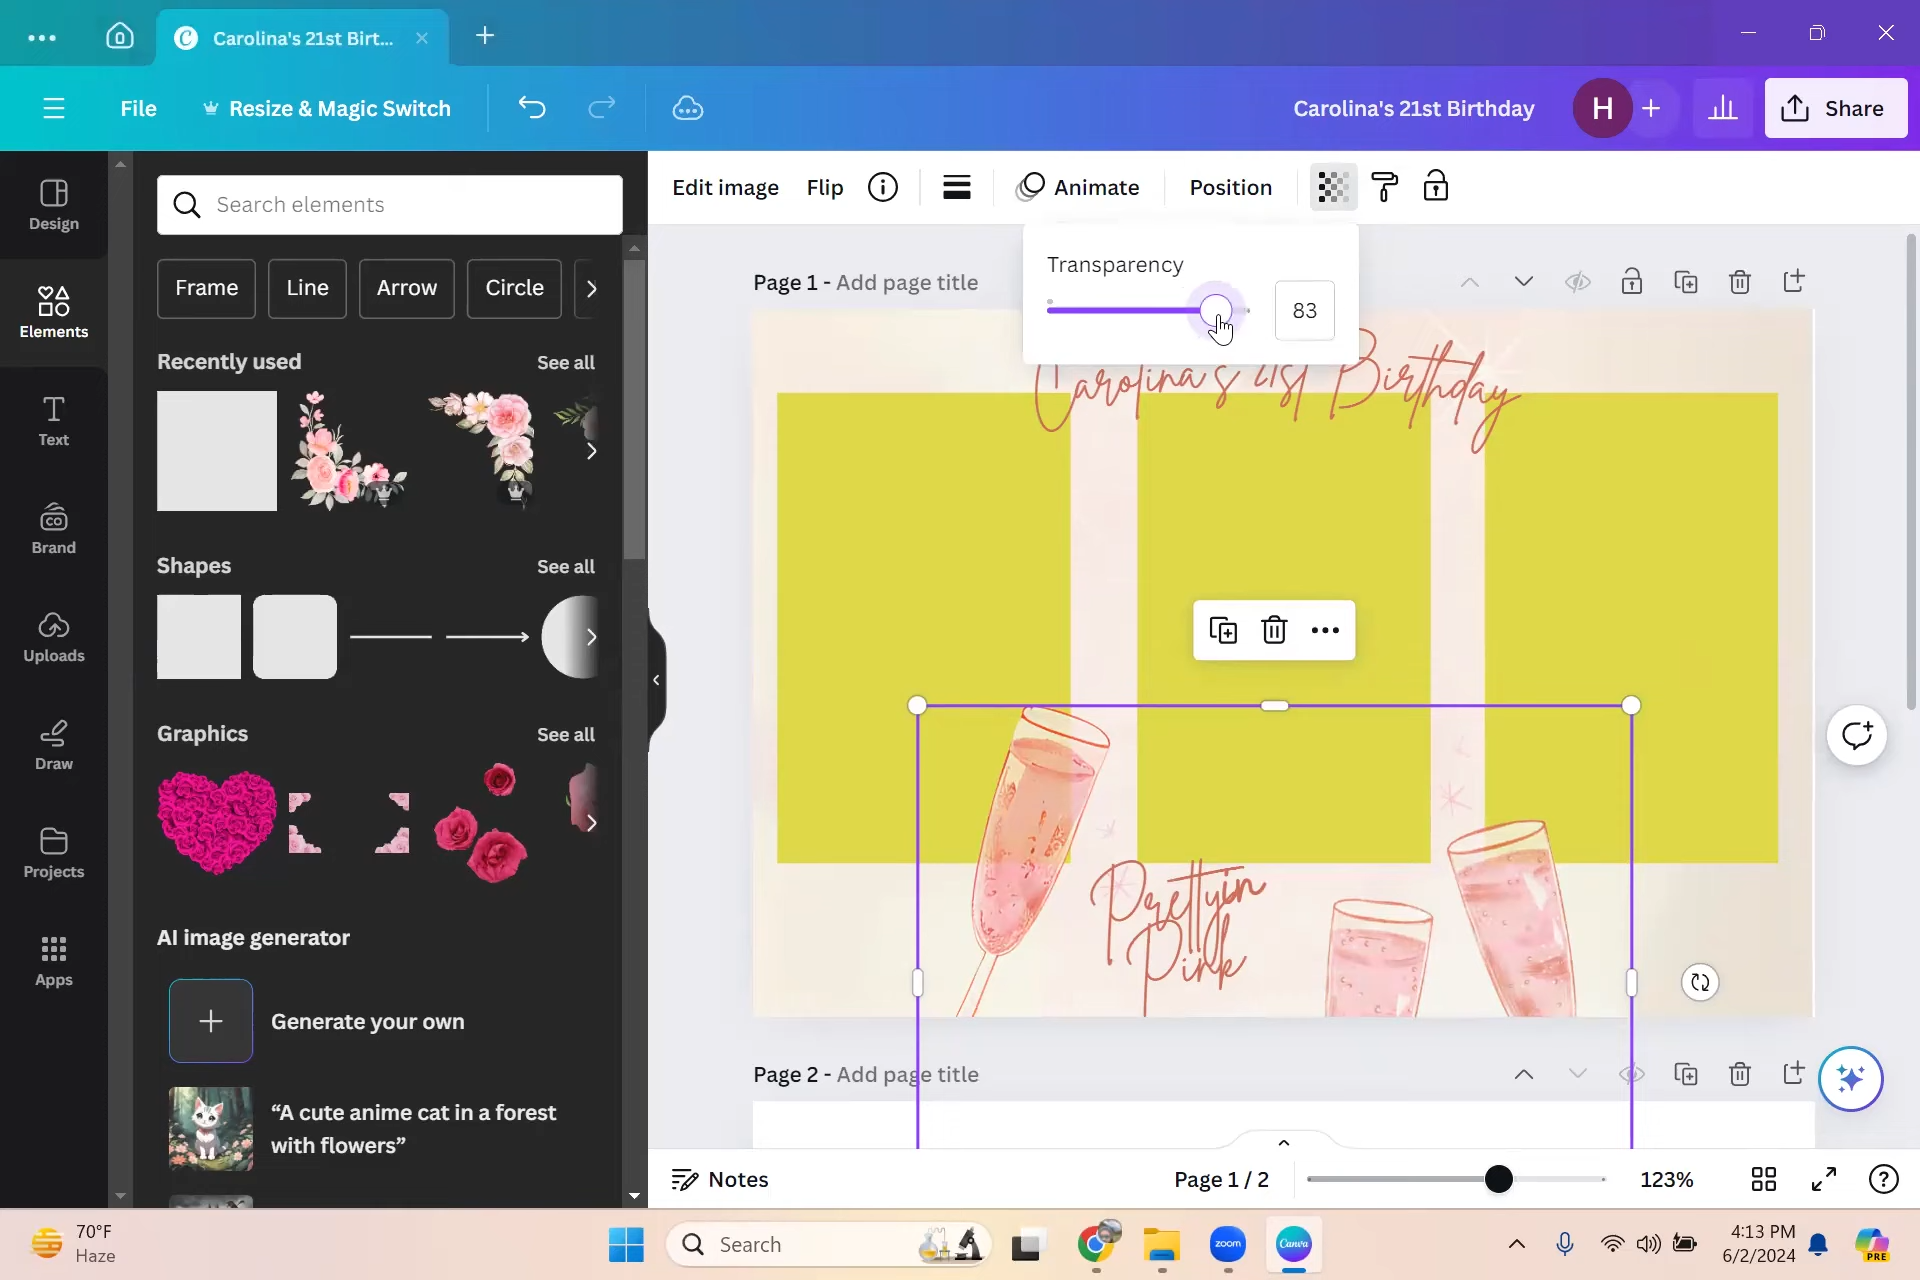 Carolina's 21st Birt...
File
Resize & Magic Switch
Carolina's 21st Birthday
H
Share
Design
Elements
Text
Brand
Uploads
Draw
Projects
Apps
Search elements
Frame
Line
Arrow
Circle
Recently used
See all
Shapes
See all
Graphics
See all
AI image generator
Generate your own
“A cute anime cat in a forest
with flowers”
Edit image
Flip
Animate
Position
Transparency
83
Page 1 - Add page title
Carolina's 21st Birthday
Prettyin
Pink
Page 2 - Add page title
Notes
Page 1 / 2
123%
70°F
Haze
Search
zoom
Canva
4:13 PM
6/2/2024
PRE